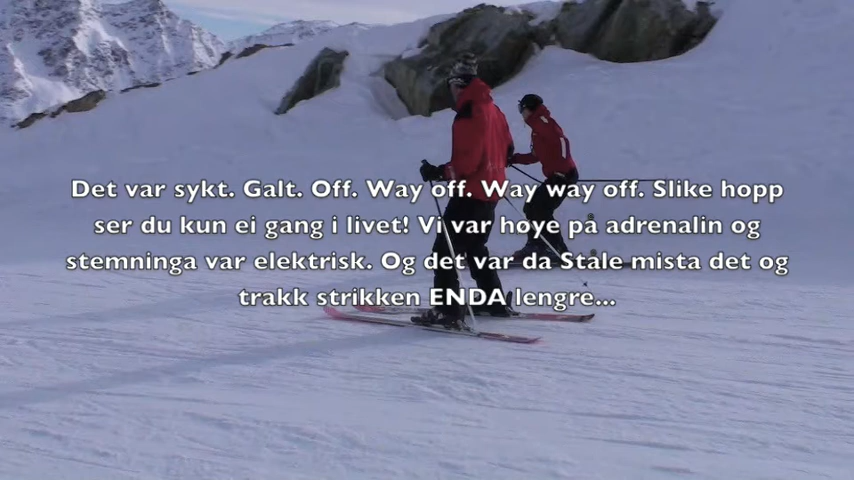 Det var sykt. Galt. Off. Way off. Way way off. Slike hopp
ser du kun ei gang i livet! Vi var høye på adrenalin og
stemninga var elektrisk. Og det var da Stale mista det og
trakk strikken ENDA lengre...